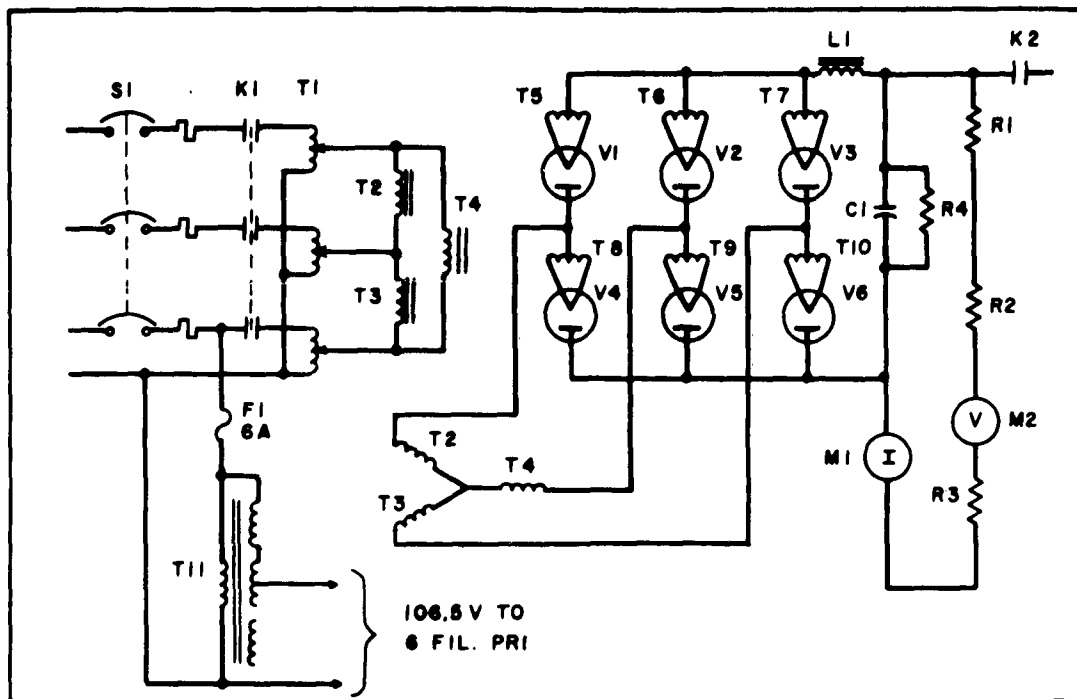 L1
K2
S1
K1
T1
T5
T6
T7
R1
V1
V2
V3
T2
T4
C1
R4
T8
T9
T10
T3
V4
V5
V6
R2
F1
6A
T2
T4
V
M2
M1
I
T3
R3
T11
106.5 V TO
6 FIL. PRI